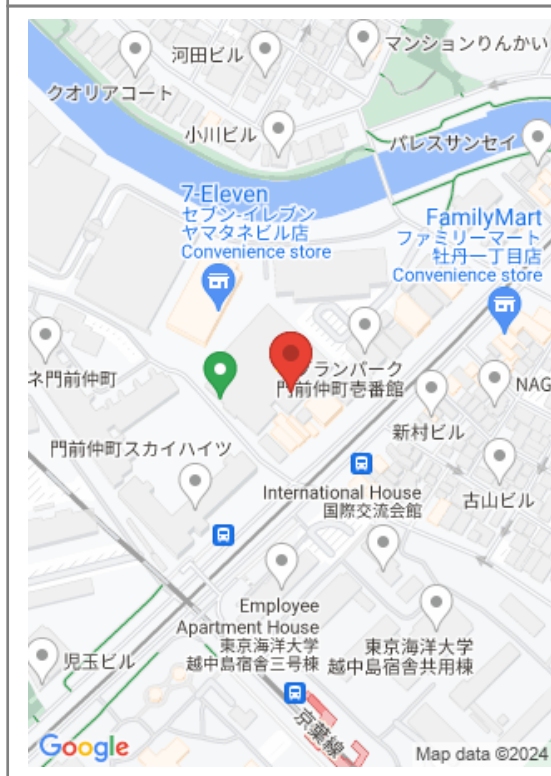 河田ビル
マンションりんかい
クオリアコート
小川ビル
パレスサンセイ
7-Eleven
セブン-イレブン
ヤマタネビル店
Convenience store
FamilyMart
ファミリーマート
牡丹一丁目店
Convenience store
ネ門前仲町
ランパーク
門前仲町壱番館
NAG
新村ビル
門前仲町スカイハイツ
International House
国際交流会館
古山ビル
Employee
Apartment House
東京海洋大学
越中島宿舎三号棟
東京海洋大学
越中島宿舎共用棟
児玉ビル
京葉線
Google
Map data ©2024